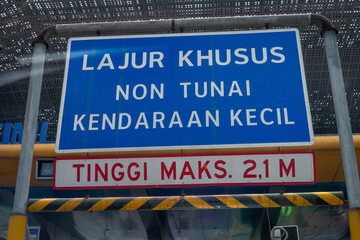 LAJUR KHUSUS
NON TUNAI
KENDARAAN KECIL
TINGGI MAKS. 2,1 M